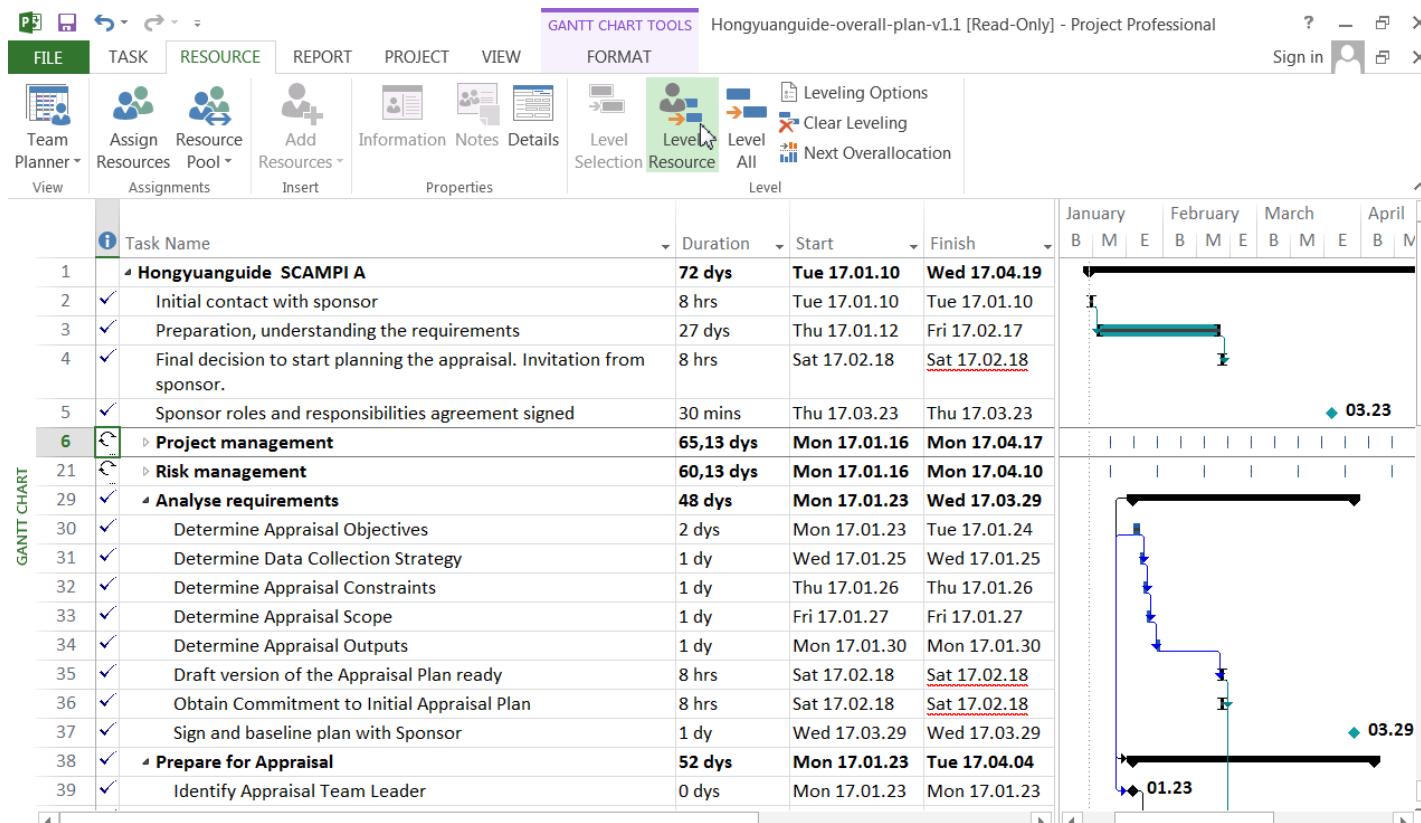 GANTT CHART TOOLS Hongyuanguide-overall-plan-v1.1 [Read-Only] - Project Professional
FILE TASK RESOURCE REPORT PROJECT VIEW FORMAT Sign in
Team Planner
Assign Resources
Resource Pool
Add Resources
Information
Notes
Details
Level Selection
Level Resource
Level All
Leveling Options
Clear Leveling
Next Overallocation
View Assignments Insert Properties Level
January February March April
Task Name Duration Start Finish B M E B M E B M E B M
1 Hongyuanguide SCAMPI A 72 dys Tue 17.01.10 Wed 17.04.19
2 Initial contact with sponsor 8 hrs Tue 17.01.10 Tue 17.01.10
3 Preparation, understanding the requirements 27 dys Thu 17.01.12 Fri 17.02.17
4 Final decision to start planning the appraisal. Invitation from 8 hrs Sat 17.02.18 Sat 17.02.18
sponsor.
5 Sponsor roles and responsibilities agreement signed 30 mins Thu 17.03.23 Thu 17.03.23 03.23
6 Project management 65,13 dys Mon 17.01.16 Mon 17.04.17
21 Risk management 60,13 dys Mon 17.01.16 Mon 17.04.10
29 Analyse requirements 48 dys Mon 17.01.23 Wed 17.03.29
30 Determine Appraisal Objectives 2 dys Mon 17.01.23 Tue 17.01.24
31 Determine Data Collection Strategy 1 dy Wed 17.01.25 Wed 17.01.25
32 Determine Appraisal Constraints 1 dy Thu 17.01.26 Thu 17.01.26
33 Determine Appraisal Scope 1 dy Fri 17.01.27 Fri 17.01.27
34 Determine Appraisal Outputs 1 dy Mon 17.01.30 Mon 17.01.30
35 Draft version of the Appraisal Plan ready 8 hrs Sat 17.02.18 Sat 17.02.18
36 Obtain Commitment to Initial Appraisal Plan 8 hrs Sat 17.02.18 Sat 17.02.18
37 Sign and baseline plan with Sponsor 1 dy Wed 17.03.29 Wed 17.03.29 03.29
38 Prepare for Appraisal 52 dys Mon 17.01.23 Tue 17.04.04
39 Identify Appraisal Team Leader 0 dys Mon 17.01.23 Mon 17.01.23 01.23
GANTT CHART